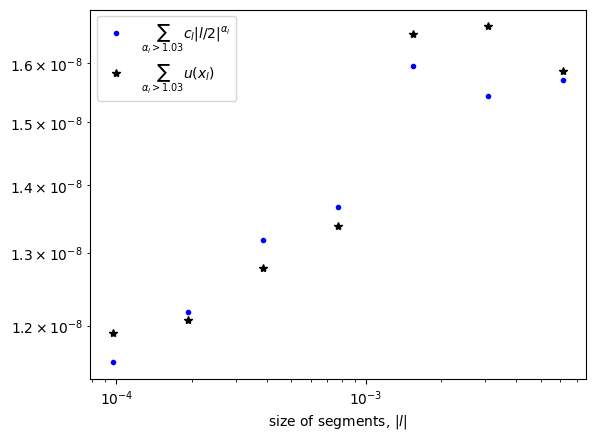 ∑_{α_l>1.03} c_l|l/2|^{α_l}
∑_{α_l>1.03} u(x_l)
1.6 × 10⁻⁸
1.5 × 10⁻⁸
1.4 × 10⁻⁸
1.3 × 10⁻⁸
1.2 × 10⁻⁸
10⁻⁴
10⁻³
size of segments, |l|